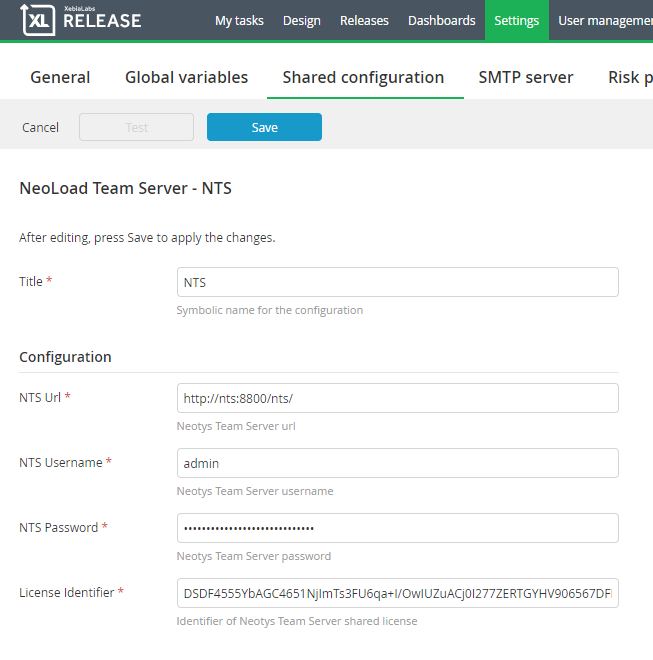 XebiaLabs
XL RELEASE My tasks Design Releases Dashboards Settings User managemen
General Global variables Shared configuration SMTP server Risk p
Cancel Test Save
NeoLoad Team Server - NTS
After editing, press Save to apply the changes.
Title * NTS
Symbolic name for the configuration
Configuration
NTS Url * http://nts:8800/nts/
Neotys Team Server url
NTS Username * admin
Neotys Team Server username
NTS Password * ••••••••••••••••••••••••••••••
Neotys Team Server password
License Identifier * DSDF4555YbAGC4651NjImTs3FU6qa+I/OwIUZuACj0I277ZERTGYHV906567DF
Identifier of Neotys Team Server shared license